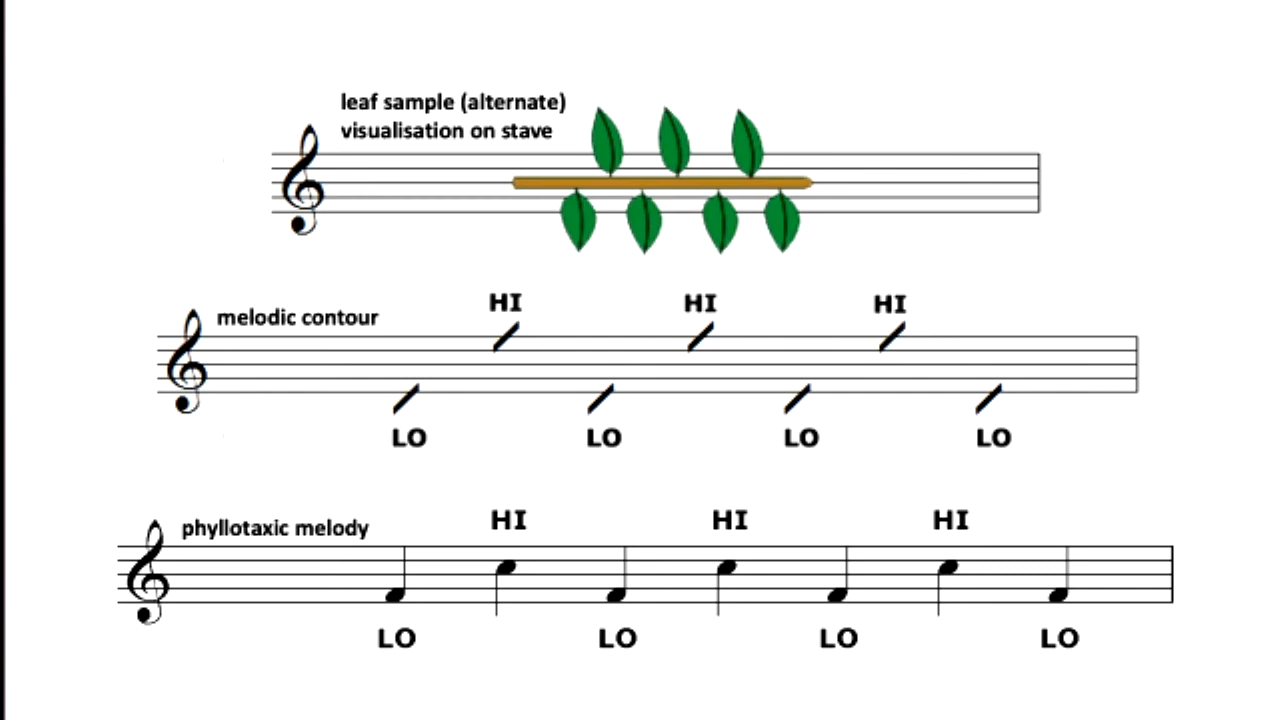 leaf sample (alternate)
visualisation on stave
melodic contour
HI HI HI
LO LO LO LO
phyllotaxic melody
HI HI HI
LO LO LO LO